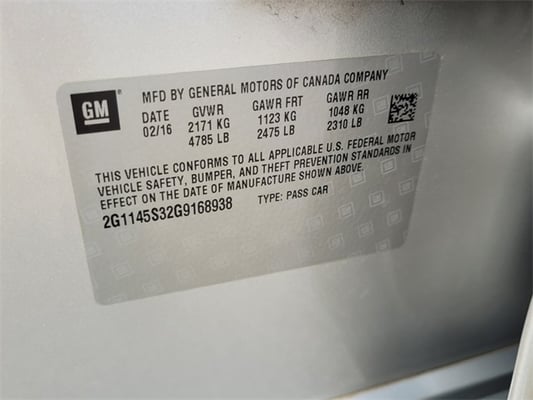 GM
MFD BY GENERAL MOTORS OF CANADA COMPANY
DATE GVWR GAWR FRT GAWR RR
02/16 2171 KG 1123 KG 1048 KG
4785 LB 2475 LB 2310 LB
THIS VEHICLE CONFORMS TO ALL APPLICABLE U.S. FEDERAL MOTOR
VEHICLE SAFETY, BUMPER, AND THEFT PREVENTION STANDARDS IN
EFFECT ON THE DATE OF MANUFACTURE SHOWN ABOVE.
2G1145S32G9168938 TYPE: PASS CAR